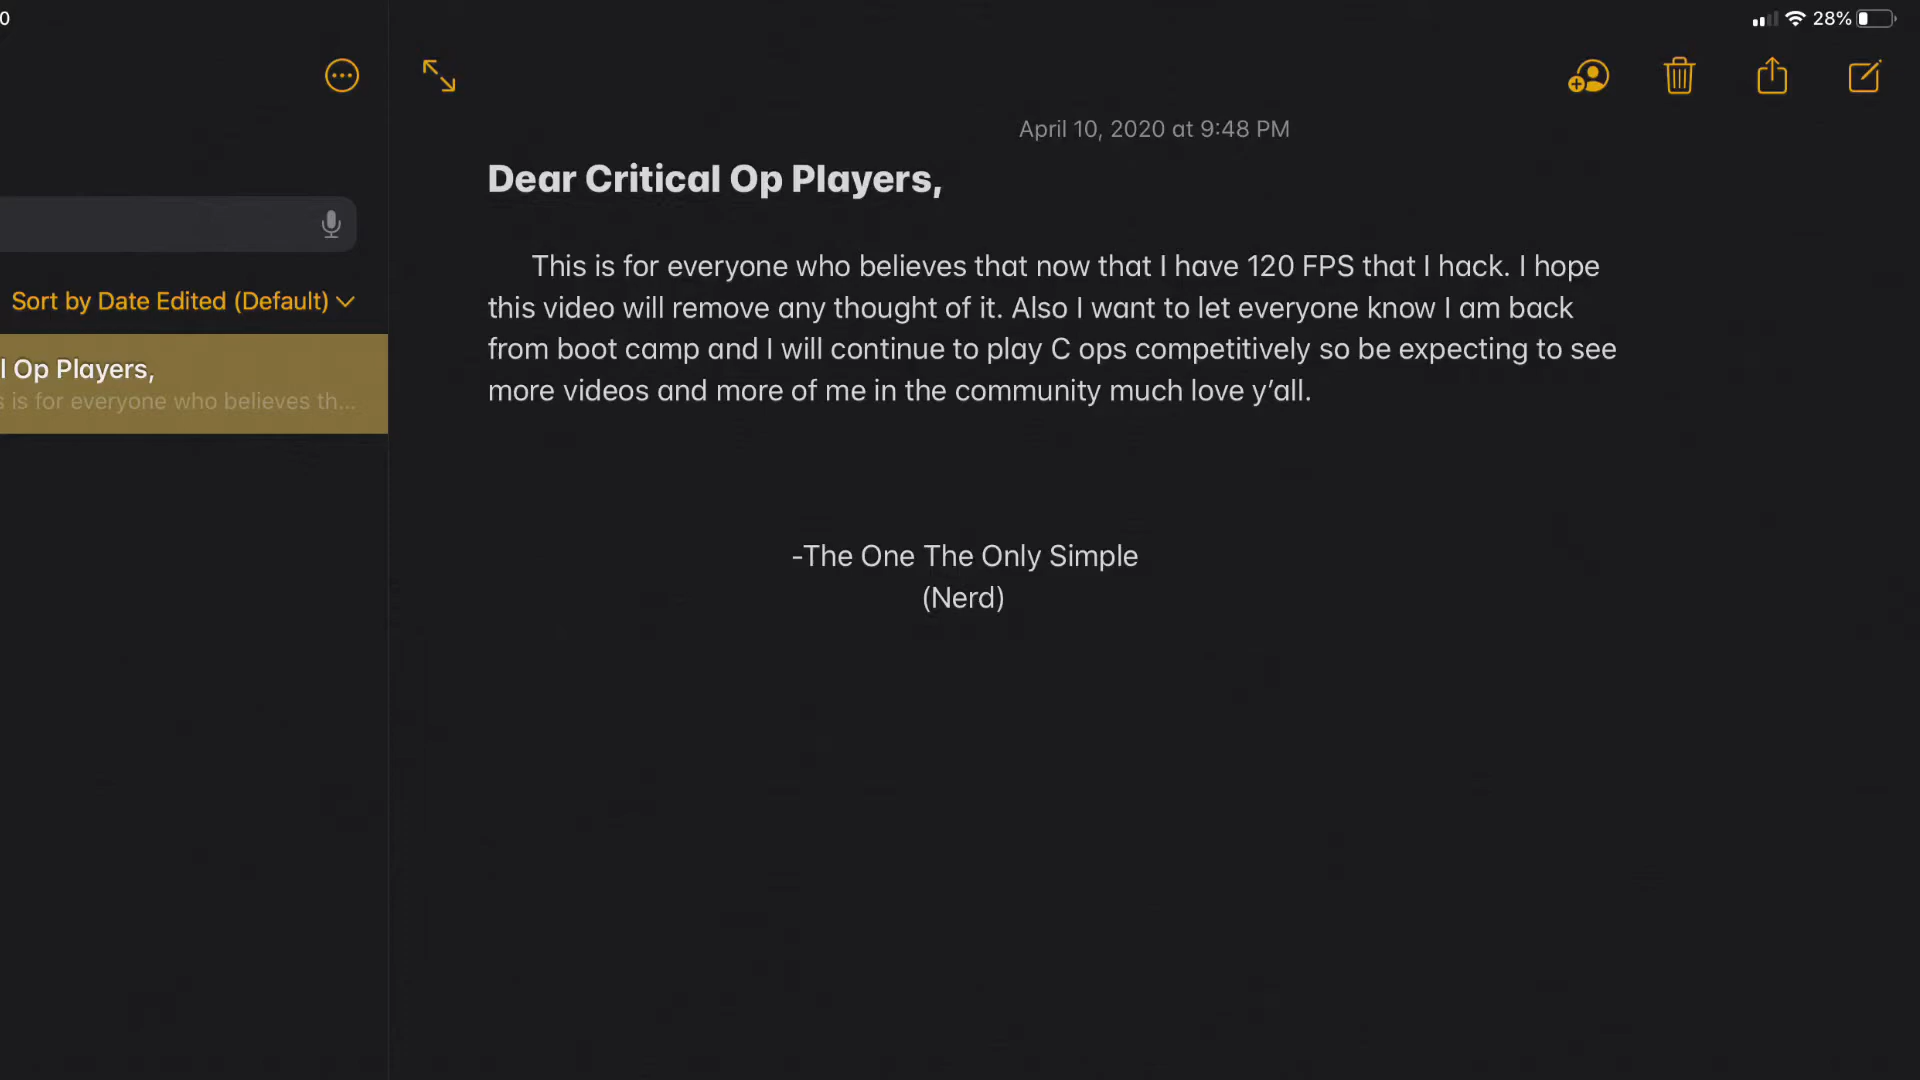 0
28%
April 10, 2020 at 9:48 PM
Dear Critical Op Players,
This is for everyone who believes that now that I have 120 FPS that I hack. I hope
this video will remove any thought of it. Also I want to let everyone know I am back
from boot camp and I will continue to play C ops competitively so be expecting to see
more videos and more of me in the community much love y’all.
-The One The Only Simple
(Nerd)
Sort by Date Edited (Default)
l Op Players,
s is for everyone who believes th...